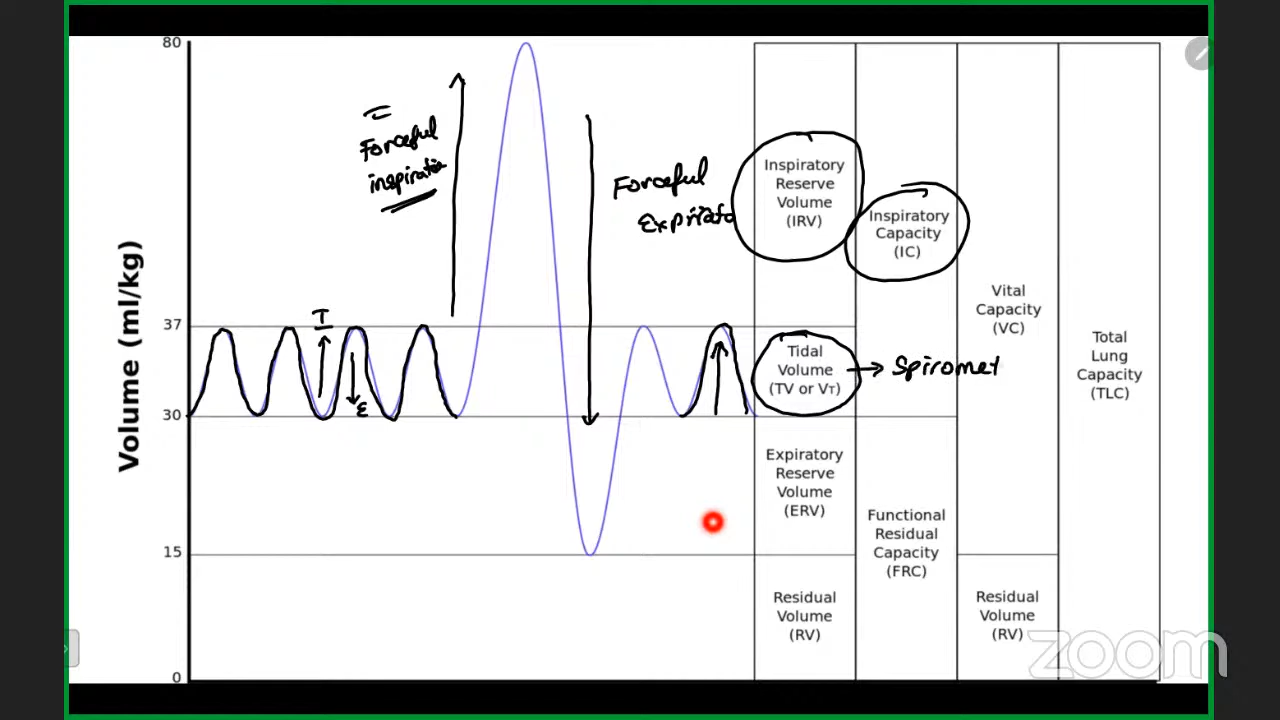 80
Forceful
inspiratio
Forceful
Expirato
Inspiratory
Reserve
Volume
(IRV)
Inspiratory
Capacity
(IC)
Volume (ml/kg)
Vital
Capacity
(VC)
37
I
E
Tidal
Volume
(TV or VT)
Spiromet
Total
Lung
Capacity
(TLC)
30
Expiratory
Reserve
Volume
(ERV)
Functional
Residual
Capacity
(FRC)
15
Residual
Volume
(RV)
Residual
Volume
(RV)
0
zoom